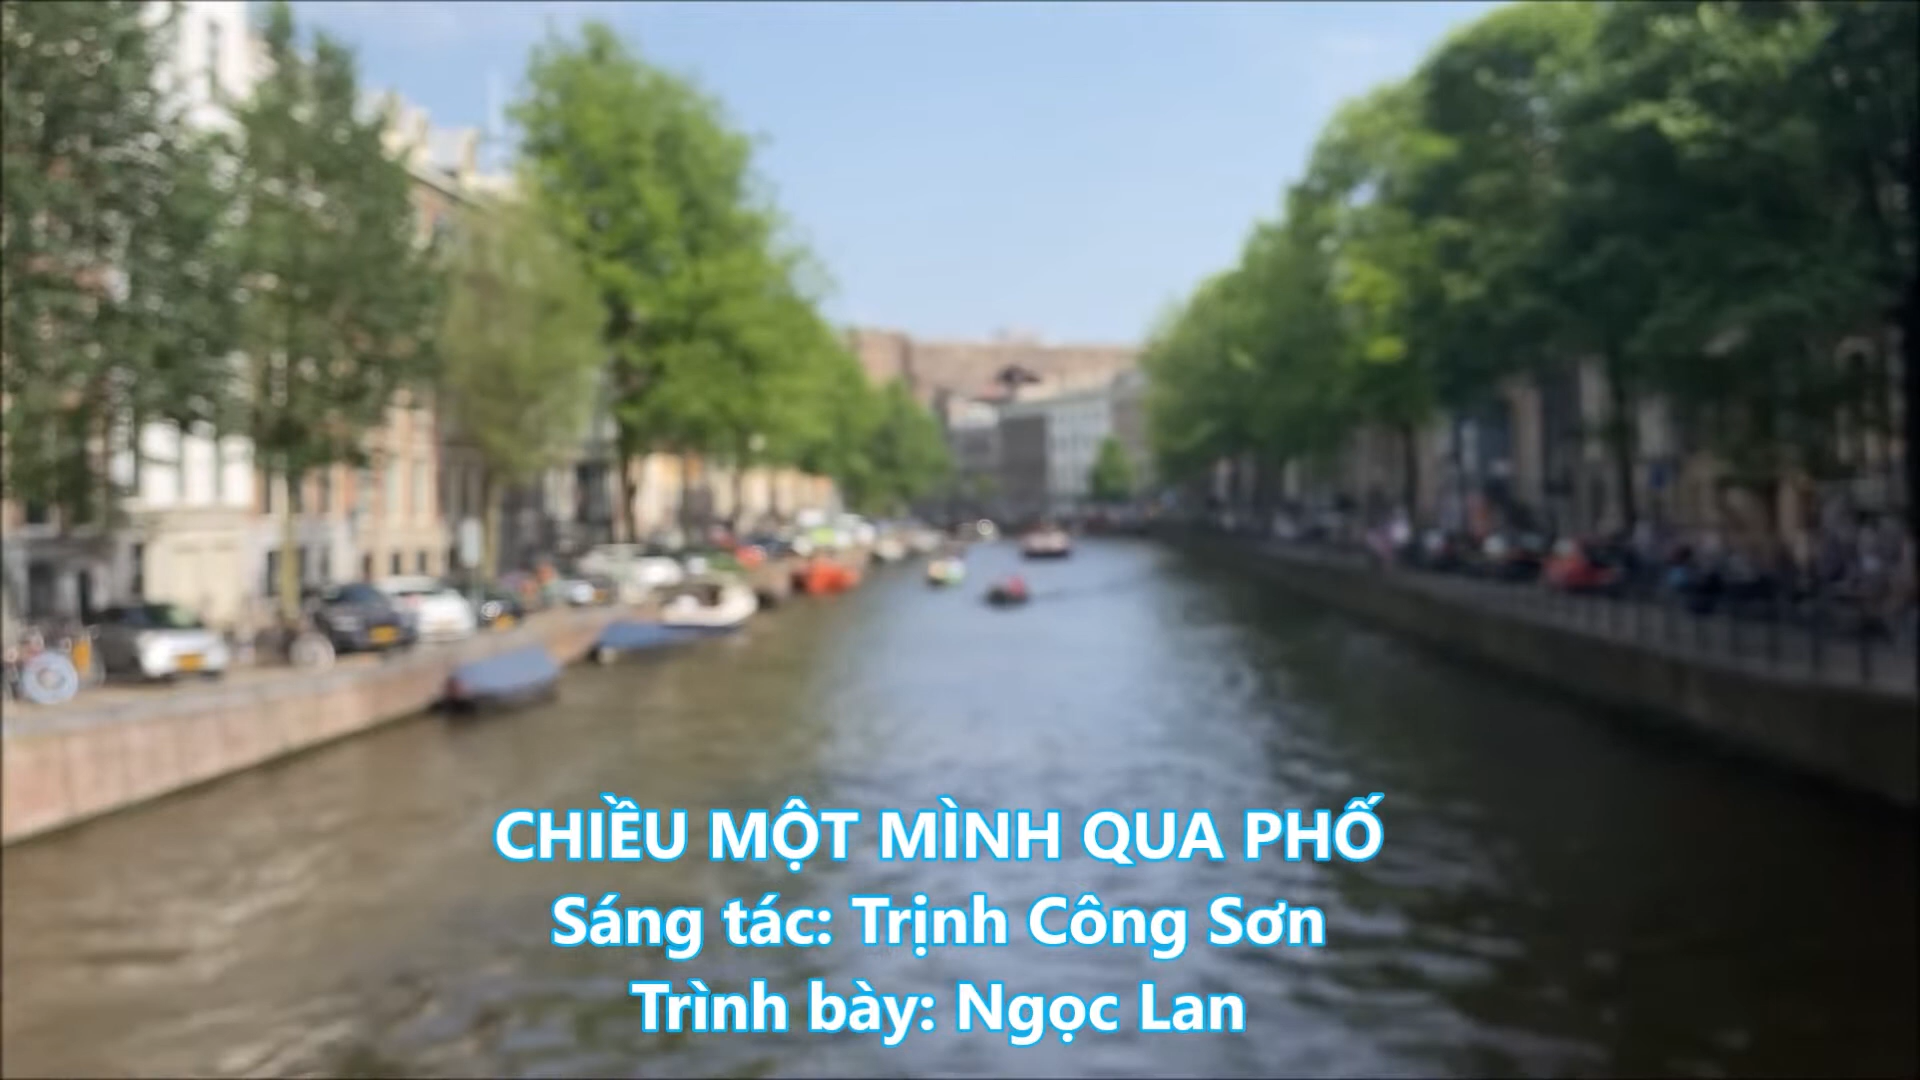 CHIỀU MỘT MÌNH QUA PHỐ
Sáng tác: Trịnh Công Sơn
Trình bày: Ngọc Lan